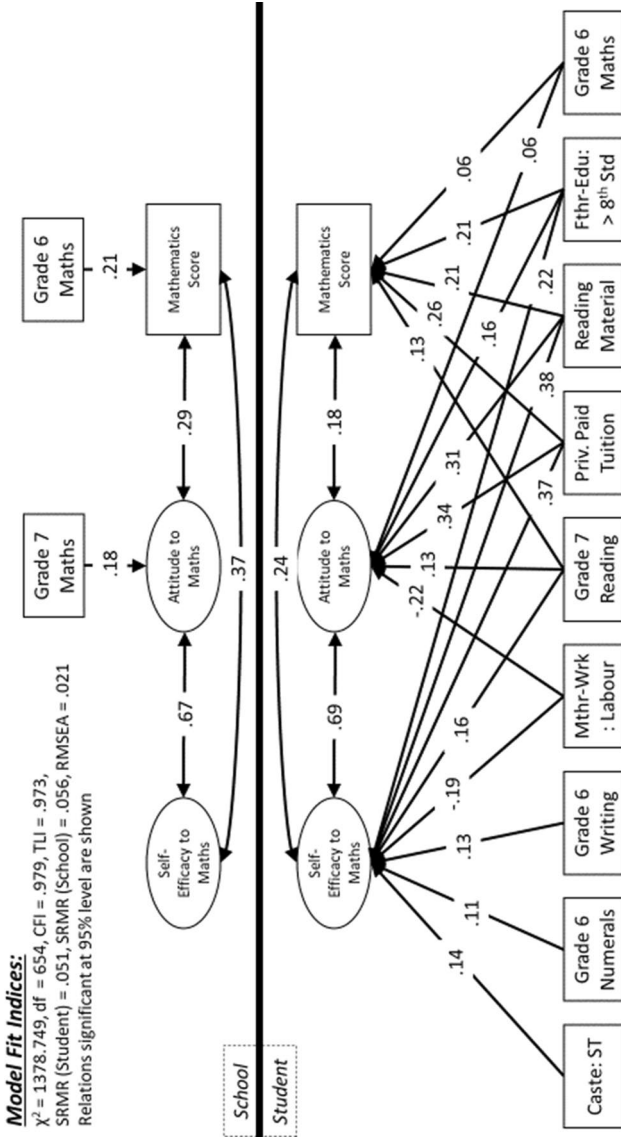 Model Fit Indices:
χ² = 1378.749, df = 654, CFI = .979, TLI = .973,
SRMR (Student) = .051, SRMR (School) = .056, RMSEA = .021
Relations significant at 95% level are shown
Grade 7
Maths
Grade 6
Maths
.18
.21
Self-
Efficacy to
Maths
.67
Attitude to
Maths
.29
Mathematics
Score
.37
School
Student
.24
Self-
Efficacy to
Maths
.69
Attitude to
Maths
.18
Mathematics
Score
.14
.11
.13
-.19
.16
-.22
.13
.34
.31
.37
.38
.22
.16
.06
.13
.26
.21
.21
.06
Caste: ST
Grade 6
Numerals
Grade 6
Writing
Mthr-Wrk
: Labour
Grade 7
Reading
Priv. Paid
Tuition
Reading
Material
Fthr-Edu:
> 8th Std
Grade 6
Maths